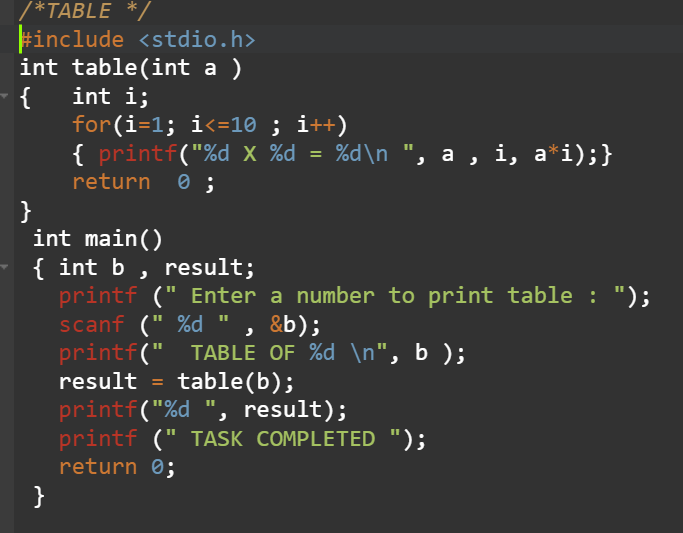 /*TABLE */
#include <stdio.h>
int table(int a )
{   int i;
    for(i=1; i<=10 ; i++)
    { printf("%d X %d = %d\n ", a , i, a*i);}
    return  0 ;
}
 int main()
 { int b , result;
   printf (" Enter a number to print table : ");
   scanf (" %d " , &b);
   printf("  TABLE OF %d \n", b );
   result = table(b);
   printf("%d ", result);
   printf (" TASK COMPLETED ");
   return 0;
 }